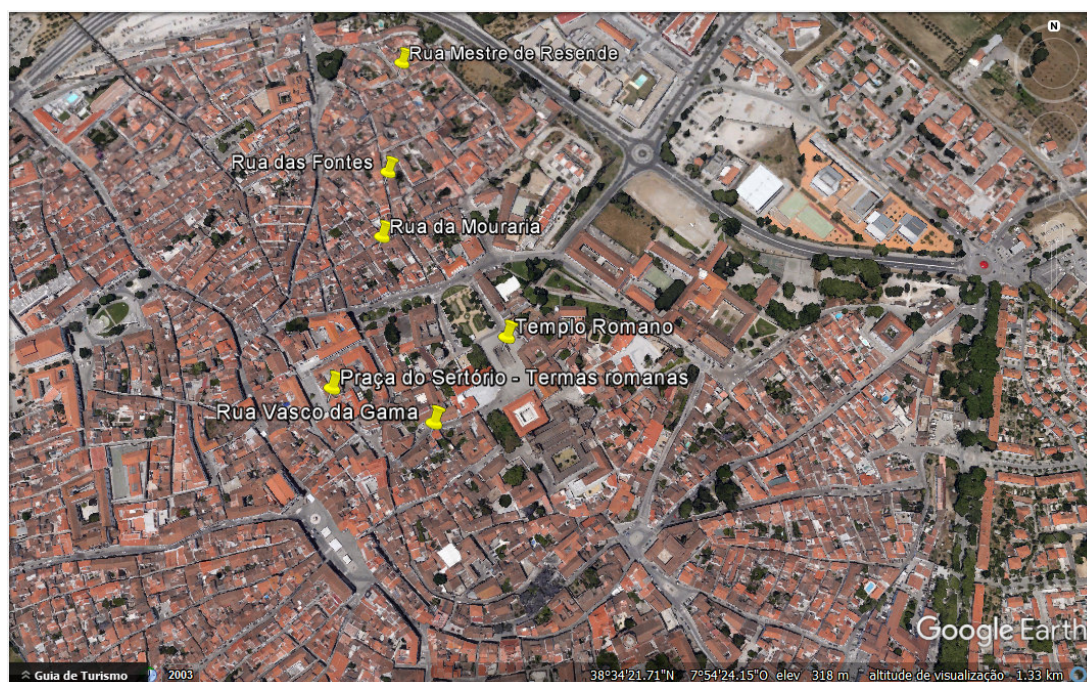 N
Rua Mestre de Resende
Rua das Fontes
Rua da Mouraria
Templo Romano
Praça do Sertório - Termas romanas
Rua Vasco da Gama
Google Earth
Guia de Turismo 2003 38°34'21.71"N 7°54'24.15"O elev 318 m altitude de visualização 1.33 km